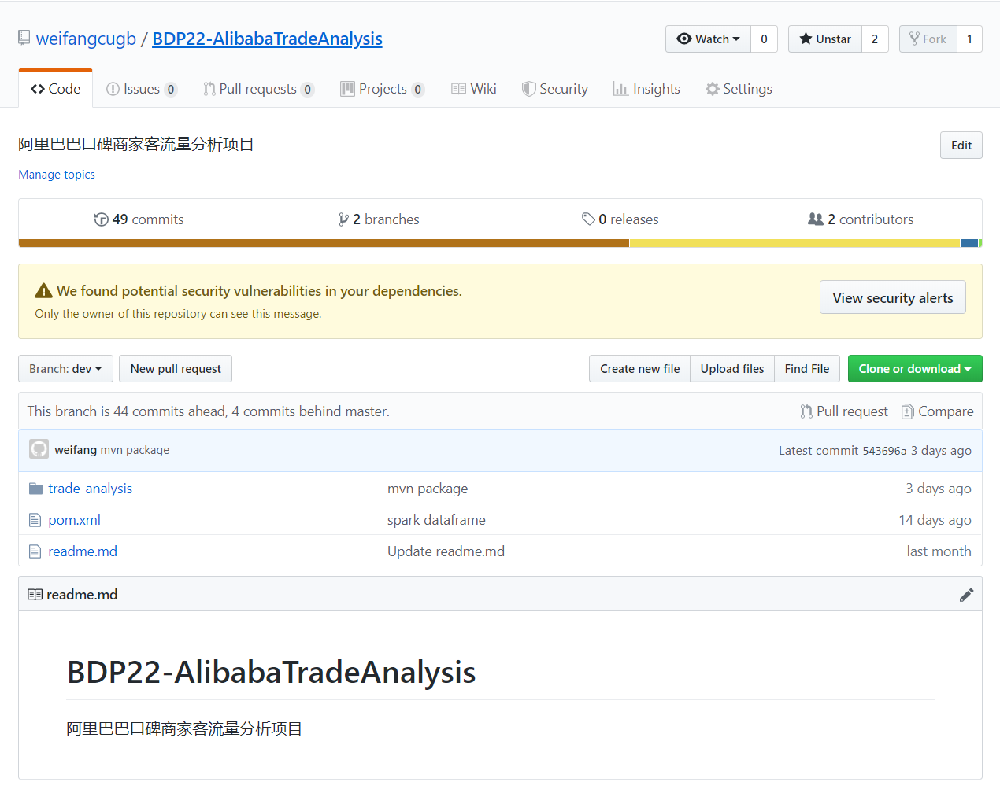 weifangcugb / BDP22-AlibabaTradeAnalysis
Watch 0 Unstar 2 Fork 1
Code Issues 0 Pull requests 0 Projects 0 Wiki Security Insights Settings
阿里巴巴口碑商家客流量分析项目
Edit
Manage topics
49 commits 2 branches 0 releases 2 contributors
We found potential security vulnerabilities in your dependencies.
Only the owner of this repository can see this message.
View security alerts
Branch: dev New pull request Create new file Upload files Find File Clone or download
This branch is 44 commits ahead, 4 commits behind master. Pull request Compare
weifang mvn package Latest commit 543696a 3 days ago
trade-analysis mvn package 3 days ago
pom.xml spark dataframe 14 days ago
readme.md Update readme.md last month
readme.md
BDP22-AlibabaTradeAnalysis
阿里巴巴口碑商家客流量分析项目